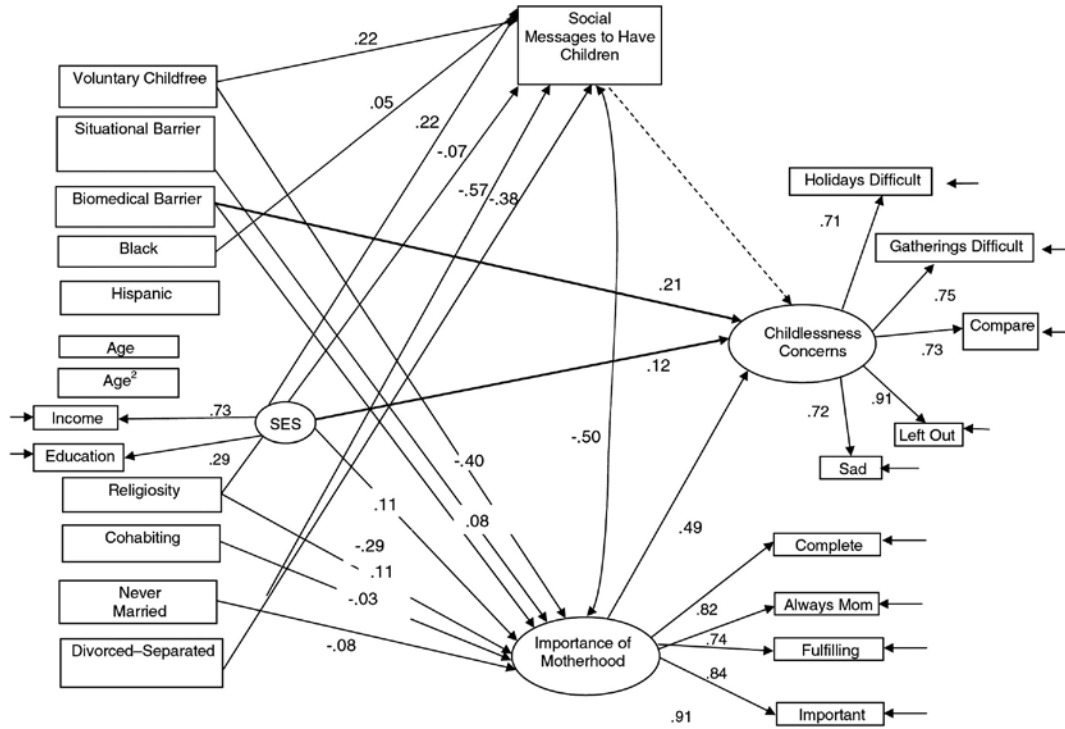 Social
Messages to Have
Children
.22
Voluntary Childfree
.05
.22
Situational Barrier
-.07
-.57
-.38
Biomedical Barrier
Holidays Difficult
.71
Black
Gatherings Difficult
.21
.75
Hispanic
Childlessness
Concerns
Compare
.73
Age
.12
Age²
.91
Income
.73
SES
.72
Left Out
-.50
Education
.29
-.40
Sad
Religiosity
.11
.08
.49
Cohabiting
-.29
Complete
.11
Never
Married
-.03
.82
Always Mom
Importance of
Motherhood
.74
Divorced–Separated
-.08
Fulfilling
.84
.91
Important